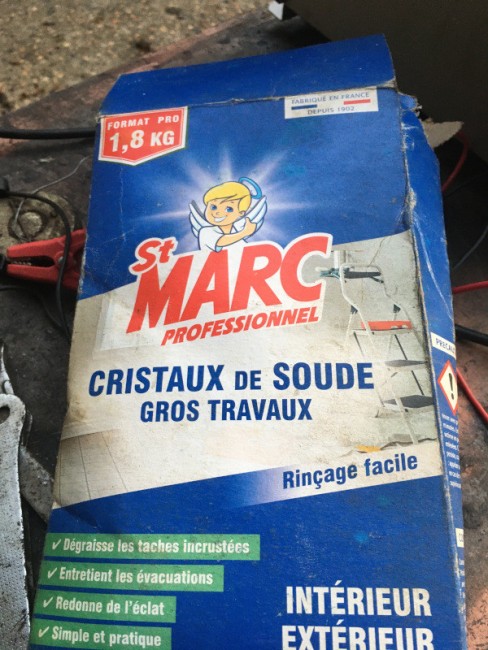 FORMAT PRO
1,8 KG
FABRIQUÉ EN FRANCE
DEPUIS 1902
St
MARC
PROFESSIONNEL
CRISTAUX DE SOUDE
GROS TRAVAUX
Rinçage facile
✓ Dégraisse les taches incrustées
✓ Entretient les évacuations
✓ Redonne de l'éclat
✓ Simple et pratique
INTÉRIEUR
EXTÉRIEUR